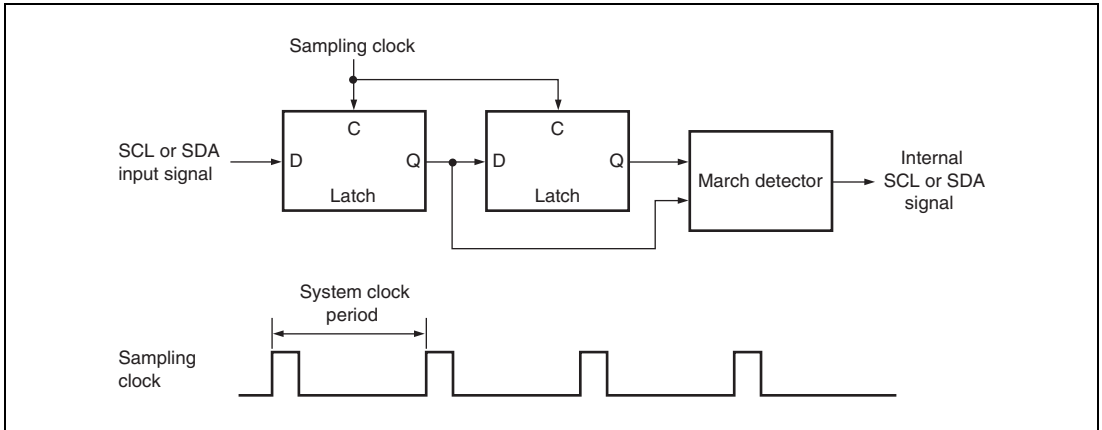 Sampling clock
C
C
SCL or SDA
input signal
D
Q
D
Q
Latch
Latch
March detector
Internal
SCL or SDA
signal
System clock
period
Sampling
clock